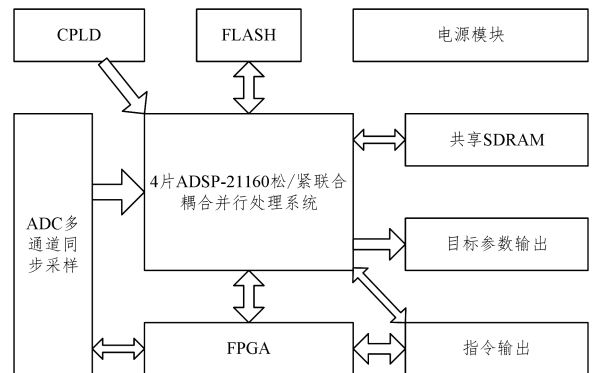 CPLD
FLASH
电源模块
4片ADSP-21160松/紧联合
耦合并行处理系统
共享SDRAM
ADC多
通道同
步采样
目标参数输出
FPGA
指令输出